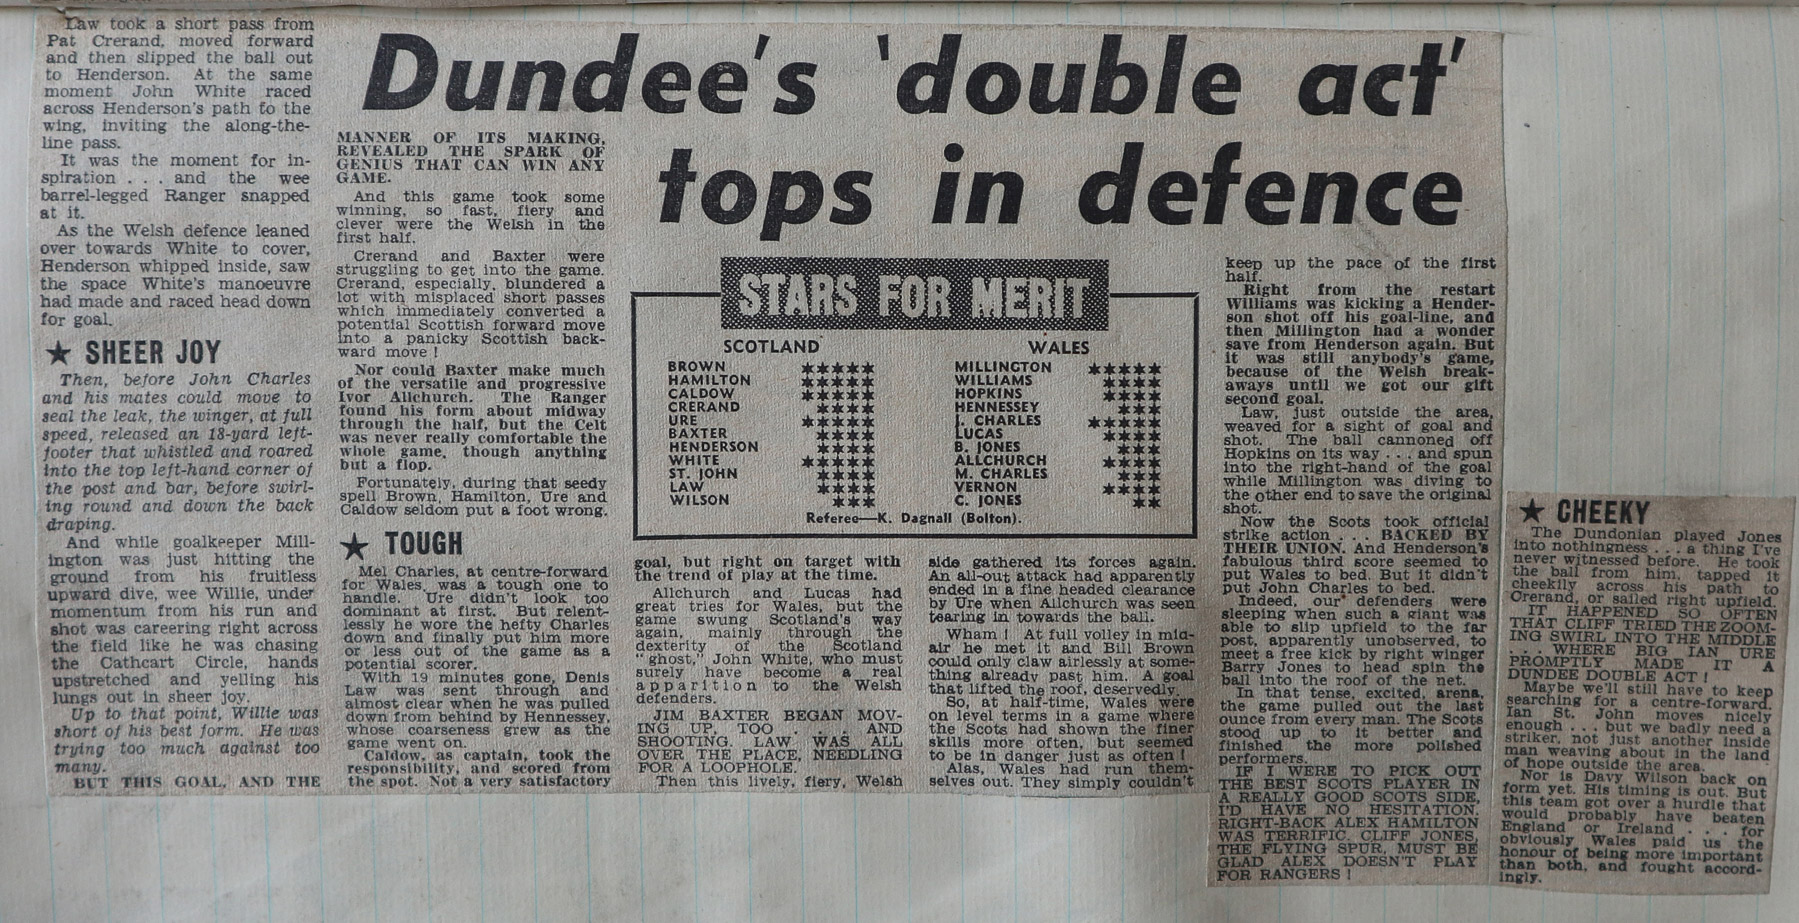 Law took a short pass from
Pat Crerand, moved forward
and then slipped the ball out
to Henderson. At the same
moment John White raced
across Henderson's path to the
wing, inviting the along-the-
line pass.
It was the moment for in-
spiration . . . and the wee
barrel-legged Ranger snapped
at it.
As the Welsh defence leaned
over towards White to cover,
Henderson whipped inside, saw
the space White's manoeuvre
had made and raced head down
for goal.
★ SHEER JOY
Then, before John Charles
and his mates could move to
seal the leak, the winger, at full
speed, released an 18-yard left-
footer that whistled and roared
into the top left-hand corner of
the post and bar, before swirl-
ing round and down the back
draping.
And while goalkeeper Mill-
ington was just hitting the
ground from his fruitless
upward dive, wee Willie, under
momentum from his run and
shot was careering right across
the field like he was chasing
the Cathcart Circle, hands
upstretched and yelling his
lungs out in sheer joy.
Up to that point, Willie was
short of his best form. He was
trying too much against too
many.
BUT THIS GOAL, AND THE
Dundee's 'double act'
tops in defence
MANNER OF ITS MAKING,
REVEALED THE SPARK OF
GENIUS THAT CAN WIN ANY
GAME.
And this game took some
winning, so fast, fiery and
clever were the Welsh in the
first half.
Crerand and Baxter were
struggling to get into the game.
Crerand, especially, blundered a
lot with misplaced short passes
which immediately converted a
potential Scottish forward move
into a panicky Scottish back-
ward move !
Nor could Baxter make much
of the versatile and progressive
Ivor Allchurch. The Ranger
found his form about midway
through the half, but the Celt
was never really comfortable the
whole game, though anything
but a flop.
Fortunately, during that seedy
spell Brown, Hamilton, Ure and
Caldow seldom put a foot wrong.
★ TOUGH
Mel Charles, at centre-forward
for Wales, was a tough one to
handle. Ure didn't look too
dominant at first. But relent-
lessly he wore the hefty Charles
down and finally put him more
or less out of the game as a
potential scorer.
With 19 minutes gone, Denis
Law was sent through and
almost clear when he was pulled
down from behind by Hennessey,
whose coarseness grew as the
game went on.
Caldow, as captain, took the
responsibility, and scored from
the spot. Not a very satisfactory
STARS FOR MERIT
SCOTLAND WALES
BROWN ★★★★★ MILLINGTON ★★★★★
HAMILTON ★★★★★ WILLIAMS ★★★★
CALDOW ★★★★★ HOPKINS ★★★★
CRERAND ★★★★ HENNESSEY ★★★
URE ★★★★★ J. CHARLES ★★★★★
BAXTER ★★★★ LUCAS ★★★★
HENDERSON ★★★★ B. JONES ★★★
WHITE ★★★★★ ALLCHURCH ★★★★
ST. JOHN ★★★★ M. CHARLES ★★★
LAW ★★★★ VERNON ★★★★
WILSON ★★★ C. JONES ★★
Referee—K. Dagnall (Bolton).
goal, but right on target with
the trend of play at the time.
Allchurch and Lucas had
great tries for Wales, but the
game swung Scotland's way
again, mainly through the
dexterity of the Scotland
"ghost," John White, who must
surely have become a real
apparition to the Welsh
defenders.
JIM BAXTER BEGAN MOV-
ING UP, TOO . . . AND
SHOOTING. LAW WAS ALL
OVER THE PLACE, NEEDLING
FOR A LOOPHOLE.
Then this lively, fiery, Welsh
side gathered its forces again.
An all-out attack had apparently
ended in a fine headed clearance
by Ure when Allchurch was seen
tearing in towards the ball.
Wham ! At full volley in mid-
air he met it and Bill Brown
could only claw airlessly at some-
thing already past him. A goal
that lifted the roof, deservedly.
So, at half-time, Wales were
on level terms in a game where
the Scots had shown the finer
skills more often, but seemed
to be in danger just as often !
Alas, Wales had run them-
selves out. They simply couldn't
keep up the pace of the first
half.
Right from the restart
Williams was kicking a Hender-
son shot off his goal-line, and
then Millington had a wonder
save from Henderson again. But
it was still anybody's game,
because of the Welsh break-
aways until we got our gift
second goal.
Law, just outside the area,
weaved for a sight of goal and
shot. The ball cannoned off
Hopkins on its way . . . and spun
into the right-hand of the goal
while Millington was diving to
the other end to save the original
shot.
Now the Scots took official
strike action . . . BACKED BY
THEIR UNION. And Henderson's
fabulous third score seemed to
put Wales to bed. But it didn't
put John Charles to bed.
Indeed, our defenders were
sleeping when such a giant was
able to slip upfield to the far
post, apparently unobserved, to
meet a free kick by right winger
Barry Jones to head spin the
ball into the roof of the net.
In that tense, excited, arena,
the game pulled out the last
ounce from every man. The Scots
stood up to it better and
finished the more polished
performers.
IF I WERE TO PICK OUT
THE BEST SCOTS PLAYER IN
A REALLY GOOD SCOTS SIDE,
I'D HAVE NO HESITATION.
RIGHT-BACK ALEX HAMILTON
WAS TERRIFIC. CLIFF JONES,
THE FLYING SPUR, MUST BE
GLAD ALEX DOESN'T PLAY
FOR RANGERS !
★ CHEEKY
The Dundonian played Jones
into nothingness . . . a thing I've
never witnessed before. He took
the ball from him, tapped it
cheekily across his path to
Crerand, or sailed right upfield.
IT HAPPENED SO OFTEN
THAT CLIFF TRIED THE ZOOM-
ING SWIRL INTO THE MIDDLE
. . . WHERE BIG IAN URE
PROMPTLY MADE IT A
DUNDEE DOUBLE ACT !
Maybe we'll still have to keep
searching for a centre-forward.
Ian St. John moves nicely
enough . . . but we badly need a
striker, not just another inside
man weaving about in the land
of hope outside the area.
Nor is Davy Wilson back on
form yet. His timing is out. But
this team got over a hurdle that
would probably have beaten
England or Ireland . . . for
obviously Wales paid us the
honour of being more important
than both, and fought accord-
ingly.